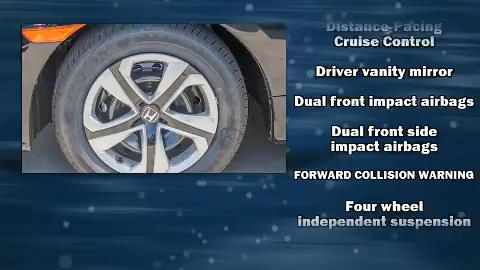 Distance-Pacing
Cruise Control
Driver vanity mirror
Dual front impact airbags
Dual front side
impact airbags
FORWARD COLLISION WARNING
Four wheel
independent suspension